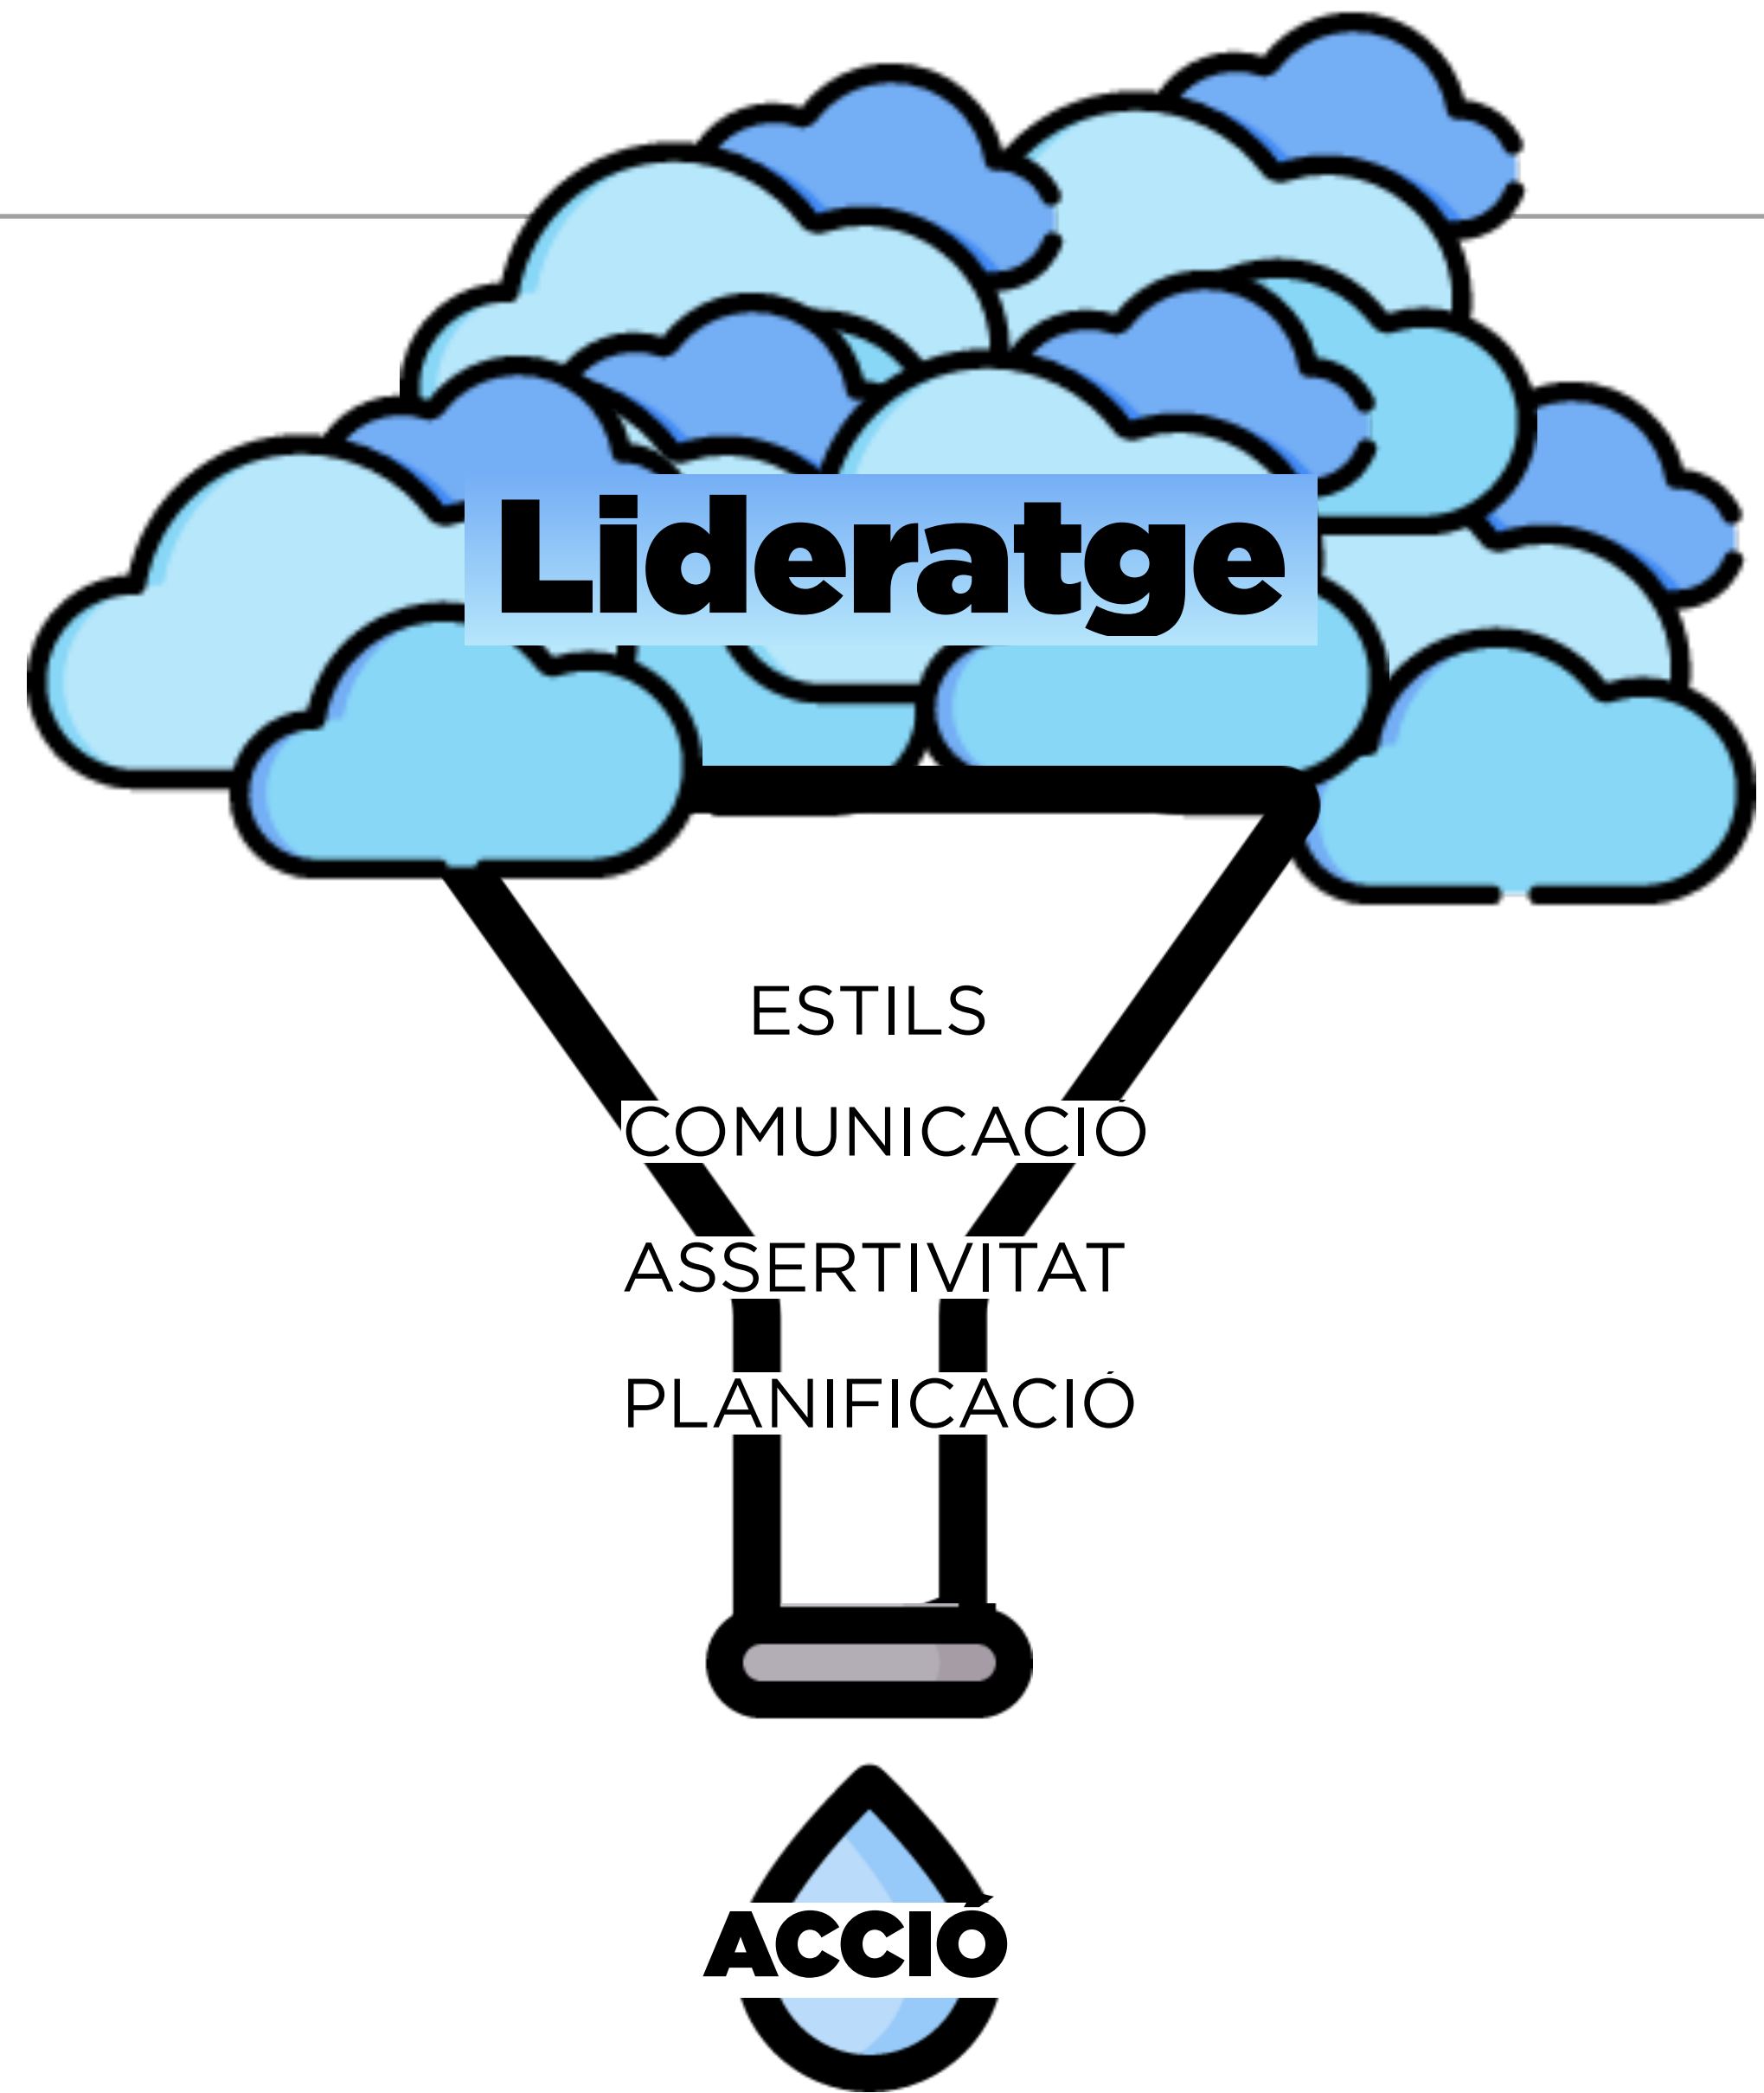 Lideratge
ESTILS
COMUNICACIÓ
ASSERTIVITAT
PLANIFICACIÓ
ACCIÓ